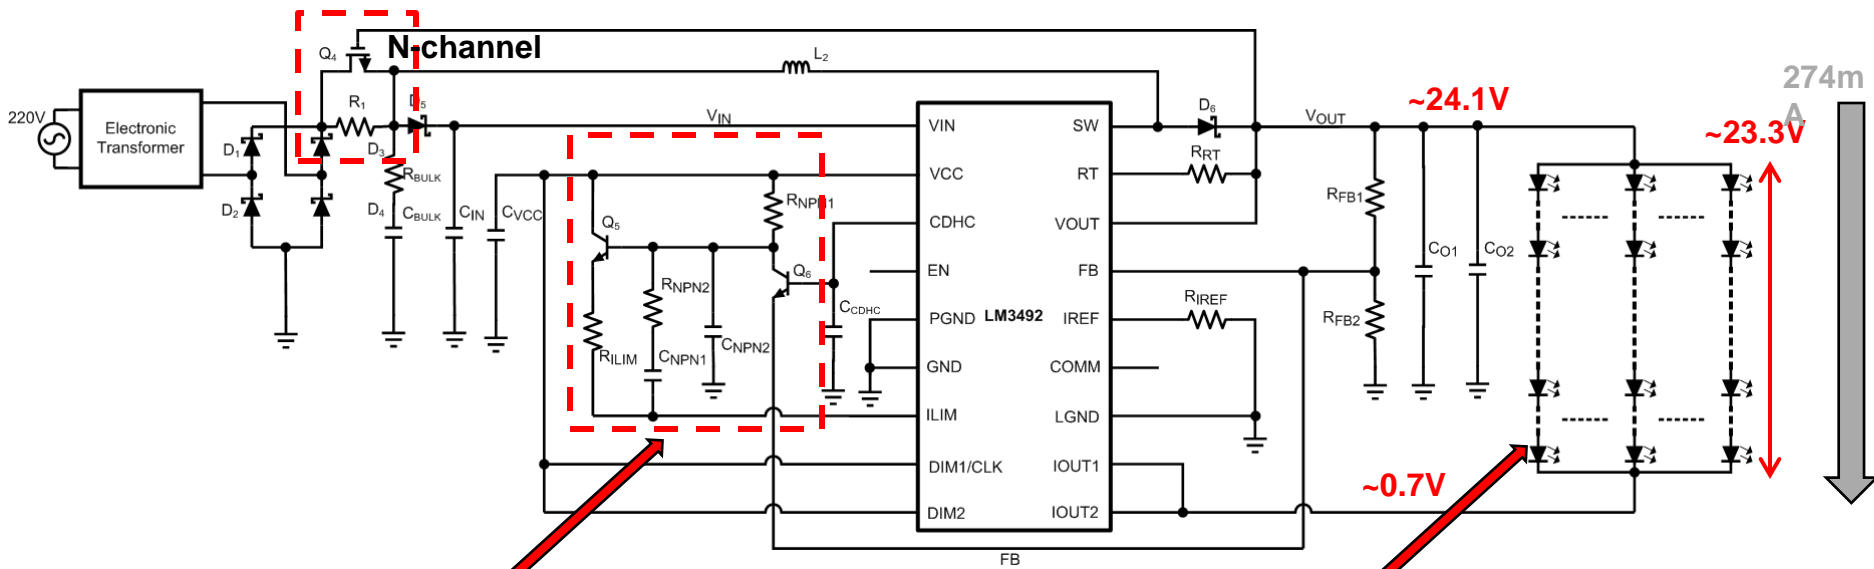 N-channel
Q4
L2
274m
A
~24.1V
~23.3V
220V
Electronic
Transformer
R1
D5
VIN
VIN
SW
D6
VOUT
D1
D3
RBULK
VCC
RT
RRT
RFB1
D2
D4
CBULK
CIN
CVCC
Q5
RNPN1
CDHC
VOUT
CO1
CO2
Q6
EN
FB
RNPN2
CCDHC
PGND
LM3492
IREF
RIREF
RFB2
RILIM
CNPN1
CNPN2
GND
COMM
ILIM
LGND
DIM1/CLK
IOUT1
~0.7V
DIM2
IOUT2
FB